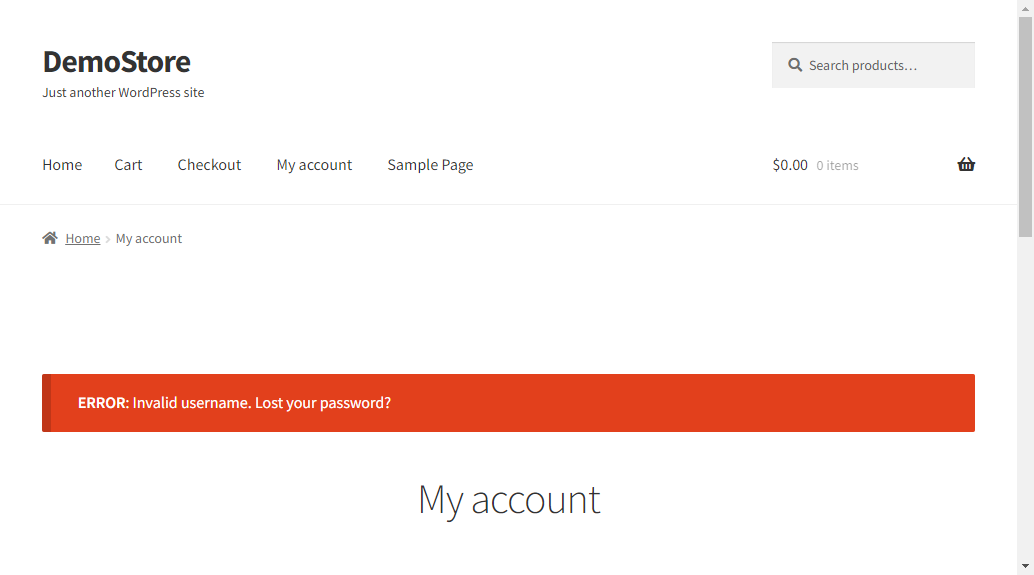 DemoStore
Just another WordPress site
Search products…
Home Cart Checkout My account Sample Page $0.00 0 items
Home My account
ERROR: Invalid username. Lost your password?
My account